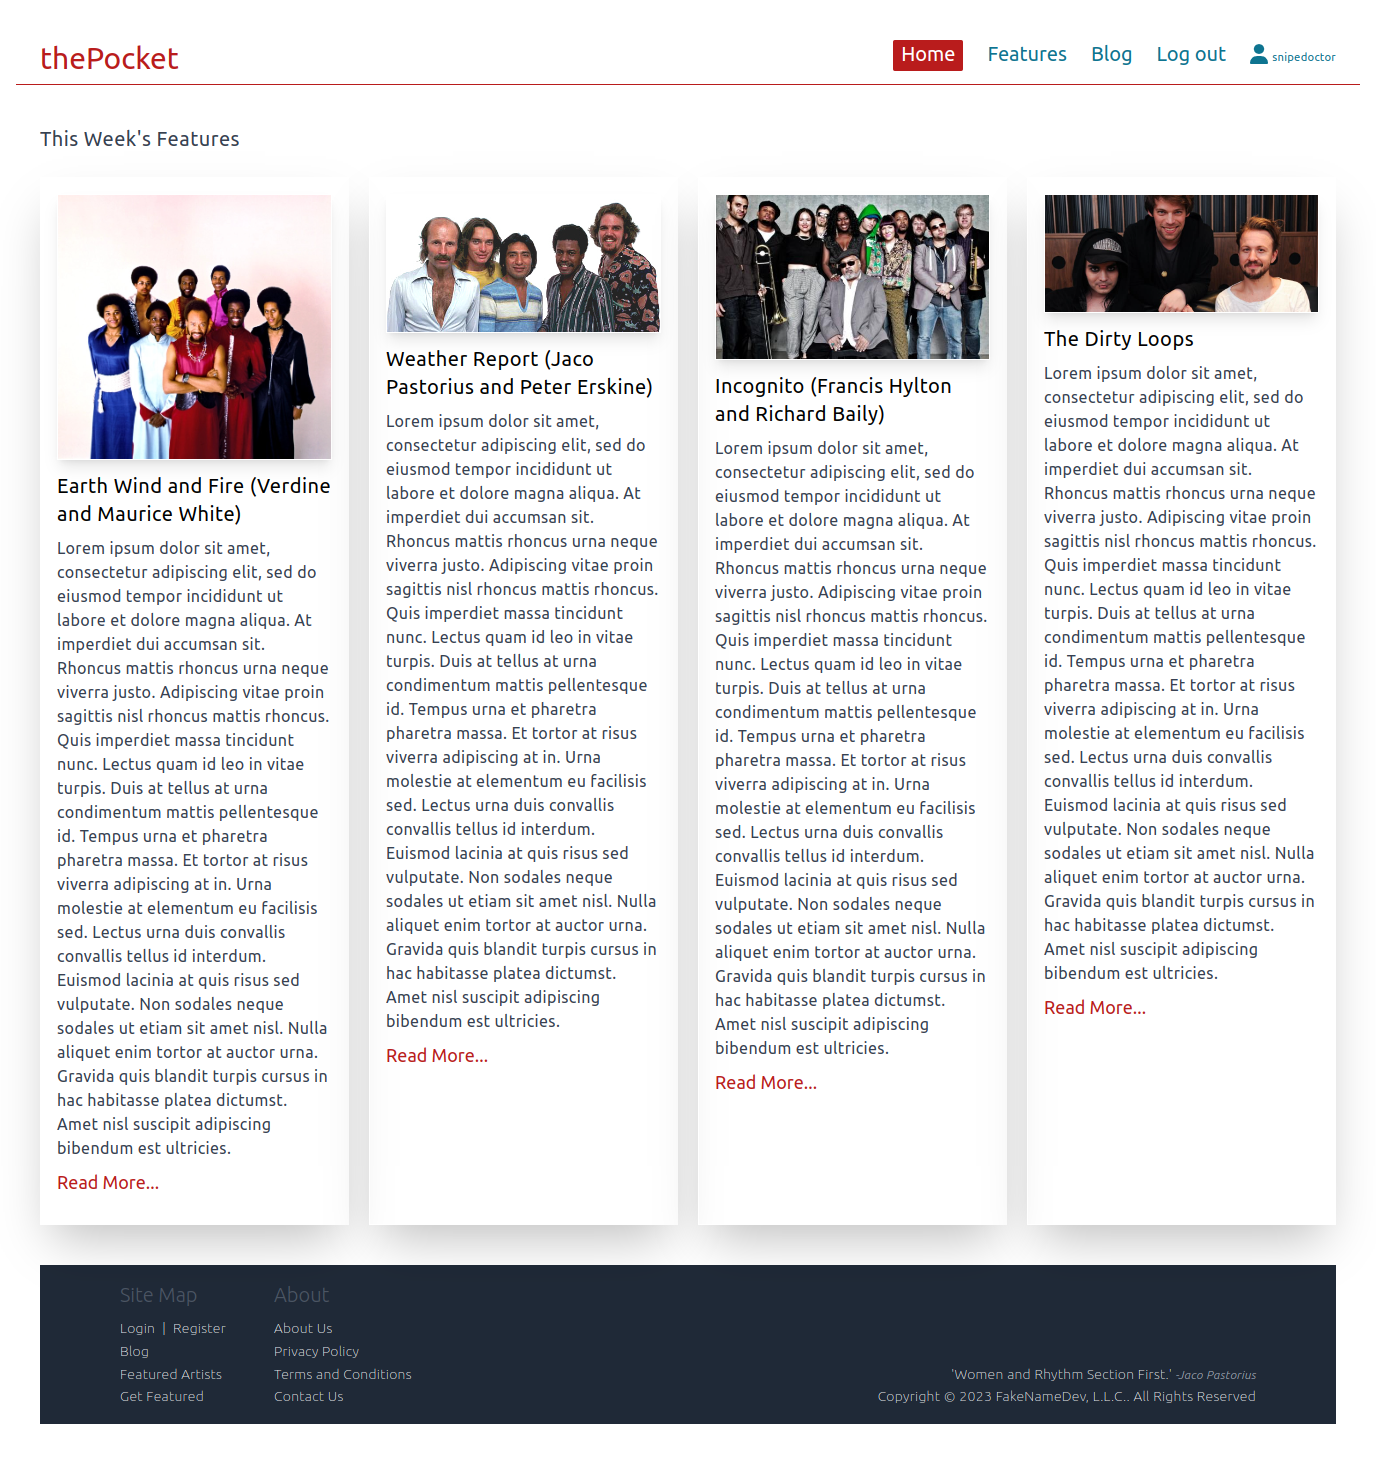 thePocket
Home
Features
Blog
Log out
snipedoctor
This Week's Features
Earth Wind and Fire (Verdine
and Maurice White)
Lorem ipsum dolor sit amet,
consectetur adipiscing elit, sed do
eiusmod tempor incididunt ut
labore et dolore magna aliqua. At
imperdiet dui accumsan sit.
Rhoncus mattis rhoncus urna neque
viverra justo. Adipiscing vitae proin
sagittis nisl rhoncus mattis rhoncus.
Quis imperdiet massa tincidunt
nunc. Lectus quam id leo in vitae
turpis. Duis at tellus at urna
condimentum mattis pellentesque
id. Tempus urna et pharetra
pharetra massa. Et tortor at risus
viverra adipiscing at in. Urna
molestie at elementum eu facilisis
sed. Lectus urna duis convallis
convallis tellus id interdum.
Euismod lacinia at quis risus sed
vulputate. Non sodales neque
sodales ut etiam sit amet nisl. Nulla
aliquet enim tortor at auctor urna.
Gravida quis blandit turpis cursus in
hac habitasse platea dictumst.
Amet nisl suscipit adipiscing
bibendum est ultricies.
Read More...
Weather Report (Jaco
Pastorius and Peter Erskine)
Lorem ipsum dolor sit amet,
consectetur adipiscing elit, sed do
eiusmod tempor incididunt ut
labore et dolore magna aliqua. At
imperdiet dui accumsan sit.
Rhoncus mattis rhoncus urna neque
viverra justo. Adipiscing vitae proin
sagittis nisl rhoncus mattis rhoncus.
Quis imperdiet massa tincidunt
nunc. Lectus quam id leo in vitae
turpis. Duis at tellus at urna
condimentum mattis pellentesque
id. Tempus urna et pharetra
pharetra massa. Et tortor at risus
viverra adipiscing at in. Urna
molestie at elementum eu facilisis
sed. Lectus urna duis convallis
convallis tellus id interdum.
Euismod lacinia at quis risus sed
vulputate. Non sodales neque
sodales ut etiam sit amet nisl. Nulla
aliquet enim tortor at auctor urna.
Gravida quis blandit turpis cursus in
hac habitasse platea dictumst.
Amet nisl suscipit adipiscing
bibendum est ultricies.
Read More...
Incognito (Francis Hylton
and Richard Baily)
Lorem ipsum dolor sit amet,
consectetur adipiscing elit, sed do
eiusmod tempor incididunt ut
labore et dolore magna aliqua. At
imperdiet dui accumsan sit.
Rhoncus mattis rhoncus urna neque
viverra justo. Adipiscing vitae proin
sagittis nisl rhoncus mattis rhoncus.
Quis imperdiet massa tincidunt
nunc. Lectus quam id leo in vitae
turpis. Duis at tellus at urna
condimentum mattis pellentesque
id. Tempus urna et pharetra
pharetra massa. Et tortor at risus
viverra adipiscing at in. Urna
molestie at elementum eu facilisis
sed. Lectus urna duis convallis
convallis tellus id interdum.
Euismod lacinia at quis risus sed
vulputate. Non sodales neque
sodales ut etiam sit amet nisl. Nulla
aliquet enim tortor at auctor urna.
Gravida quis blandit turpis cursus in
hac habitasse platea dictumst.
Amet nisl suscipit adipiscing
bibendum est ultricies.
Read More...
The Dirty Loops
Lorem ipsum dolor sit amet,
consectetur adipiscing elit, sed do
eiusmod tempor incididunt ut
labore et dolore magna aliqua. At
imperdiet dui accumsan sit.
Rhoncus mattis rhoncus urna neque
viverra justo. Adipiscing vitae proin
sagittis nisl rhoncus mattis rhoncus.
Quis imperdiet massa tincidunt
nunc. Lectus quam id leo in vitae
turpis. Duis at tellus at urna
condimentum mattis pellentesque
id. Tempus urna et pharetra
pharetra massa. Et tortor at risus
viverra adipiscing at in. Urna
molestie at elementum eu facilisis
sed. Lectus urna duis convallis
convallis tellus id interdum.
Euismod lacinia at quis risus sed
vulputate. Non sodales neque
sodales ut etiam sit amet nisl. Nulla
aliquet enim tortor at auctor urna.
Gravida quis blandit turpis cursus in
hac habitasse platea dictumst.
Amet nisl suscipit adipiscing
bibendum est ultricies.
Read More...
Site Map
Login | Register
Blog
Featured Artists
Get Featured
About
About Us
Privacy Policy
Terms and Conditions
Contact Us
'Women and Rhythm Section First.' -Jaco Pastorius
Copyright © 2023 FakeNameDev, L.L.C.. All Rights Reserved